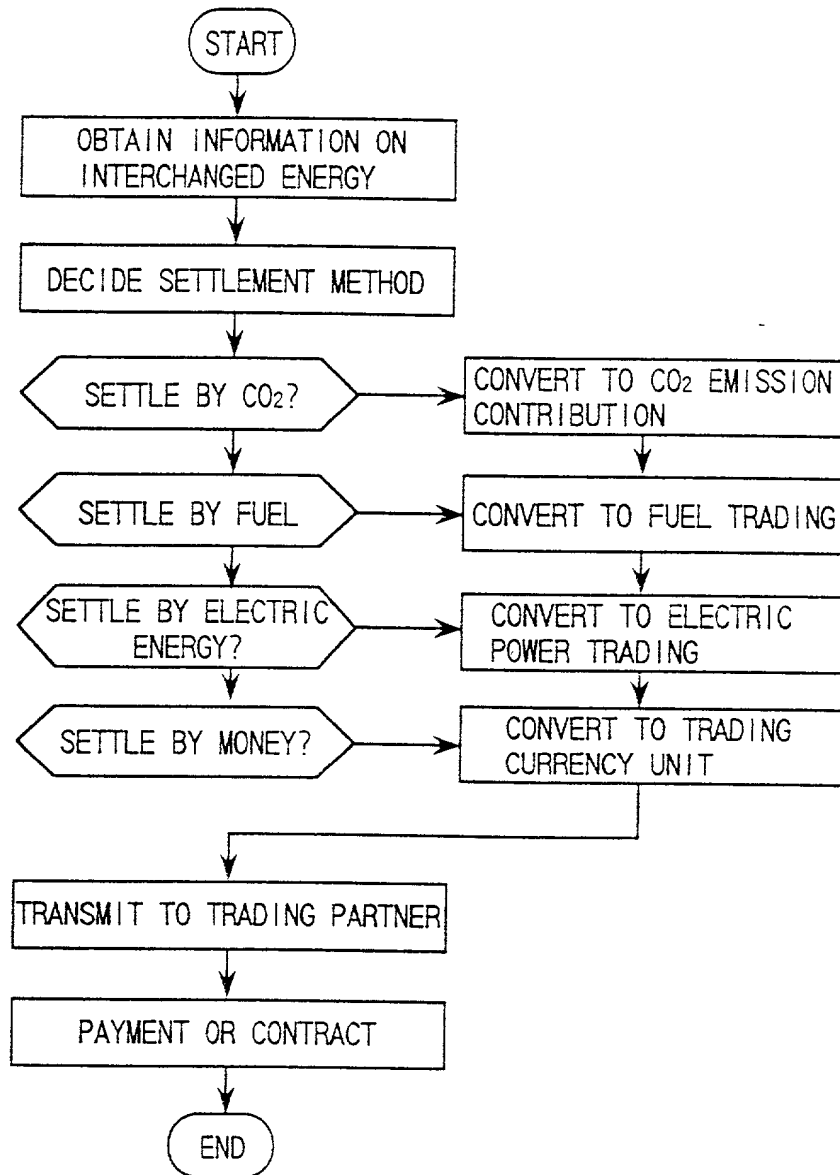 START
OBTAIN INFORMATION ON
INTERCHANGED ENERGY
DECIDE SETTLEMENT METHOD
SETTLE BY CO₂?
CONVERT TO CO₂ EMISSION
CONTRIBUTION
SETTLE BY FUEL
CONVERT TO FUEL TRADING
SETTLE BY ELECTRIC
ENERGY?
CONVERT TO ELECTRIC
POWER TRADING
SETTLE BY MONEY?
CONVERT TO TRADING
CURRENCY UNIT
TRANSMIT TO TRADING PARTNER
PAYMENT OR CONTRACT
END